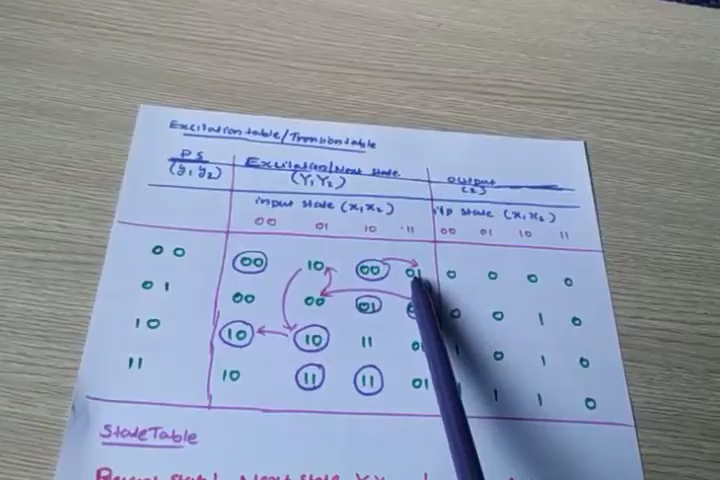 Excitation table/Transition table
PS Excitation/Next state Output
(y1 y2) (Y1 Y2) (z)
input state (x1 x2) i/p state (x1 x2)
00 01 10 11 00 01 10 11
00 00 10 00 01 0 0 0 0
01 00 00 01 0 0 1 0
10 10 10 11 1 0 1 0
11 10 11 11 01 1 1 1 0
State Table